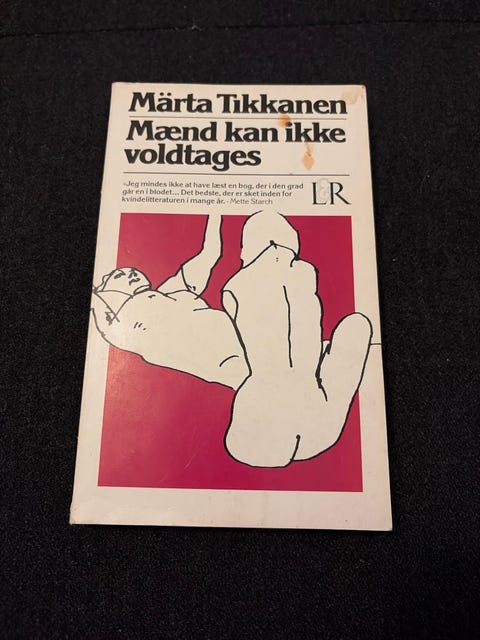 Märta Tikkanen
Mænd kan ikke
voldtages
»Jeg mindes ikke at have læst en bog, der i den grad
går en i blodet... Det bedste, der er sket inden for
kvindelitteraturen i mange år. - Mette Starch
L&R